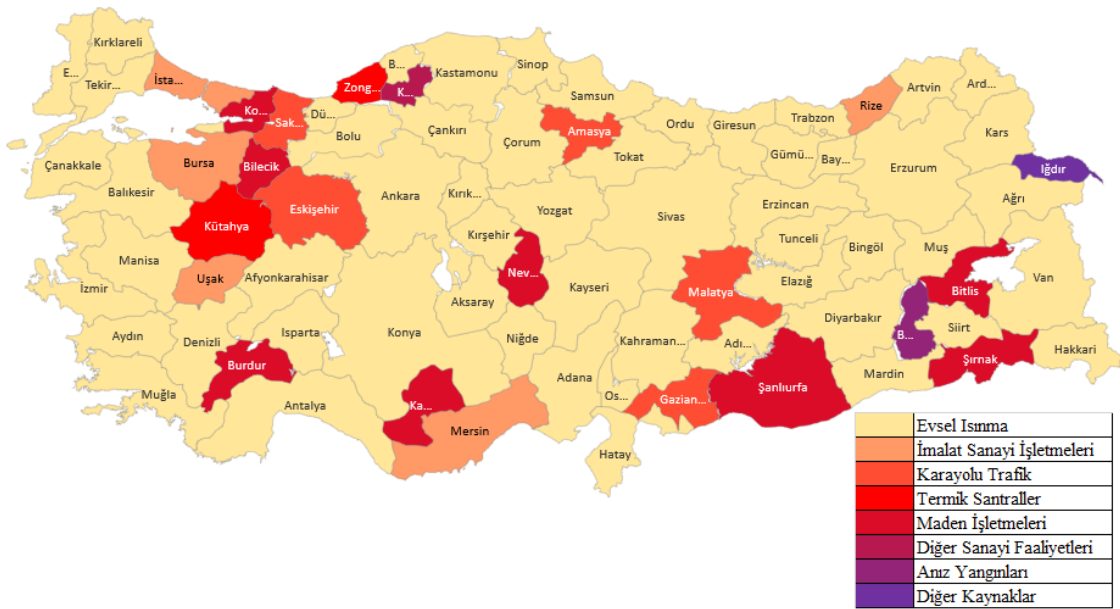 Kırklareli
E...
Tekir...
İsta...
Ko...
Sak...
Dü...
Zong...
B...
K...
Kastamonu
Sinop
Samsun
Amasya
Ordu
Giresun
Trabzon
Rize
Artvin
Ard...
Kars
Iğdır
Ağrı
Erzurum
Bay...
Gümü...
Tokat
Çorum
Çankırı
Bolu
Bilecik
Bursa
Çanakkale
Balıkesir
Kütahya
Eskişehir
Ankara
Kırık...
Yozgat
Sivas
Erzincan
Tunceli
Bingöl
Muş
Bitlis
Van
Hakkari
Şırnak
Siirt
B...
Mardin
Diyarbakır
Elazığ
Malatya
Kayseri
Nev...
Kırşehir
Aksaray
Niğde
Konya
Afyonkarahisar
Uşak
Manisa
İzmir
Aydın
Denizli
Isparta
Burdur
Muğla
Antalya
Ka...
Mersin
Adana
Kahraman...
Adı...
Os...
Gazian...
Şanlıurfa
Hatay
Evsel Isınma
İmalat Sanayi İşletmeleri
Karayolu Trafik
Termik Santraller
Maden İşletmeleri
Diğer Sanayi Faaliyetleri
Anız Yangınları
Diğer Kaynaklar